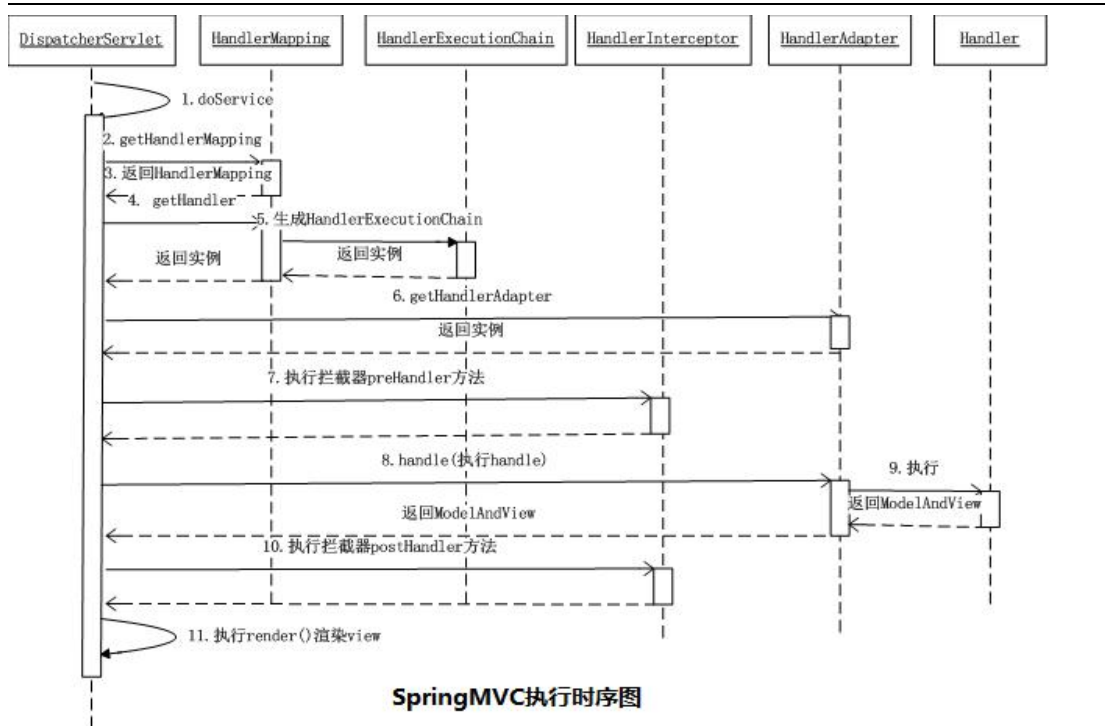 DispatcherServlet
HandlerMapping
HandlerExecutionChain
HandlerInterceptor
HandlerAdapter
Handler
1.doService
2.getHandlerMapping
3.返回HandlerMapping
4. getHandler
5.生成HandlerExecutionChain
返回实例
返回实例
6.getHandlerAdapter
返回实例
7.执行拦截器preHandler方法
8.handle(执行handle)
9.执行
返回ModelAndView
返回ModelAndView
10.执行拦截器postHandler方法
11.执行render()渲染view
SpringMVC执行时序图